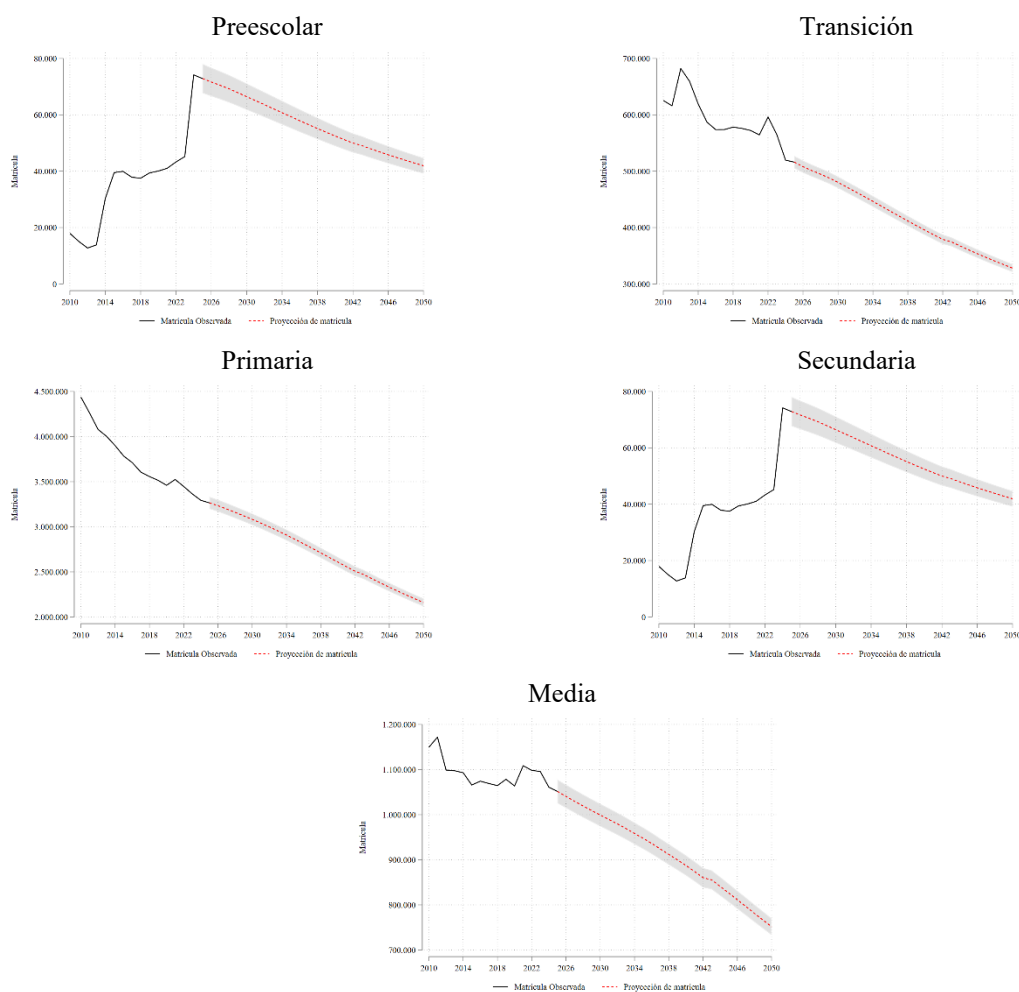 Preescolar
80.000
60.000
40.000
20.000
0
Matrícula
2010 2014 2018 2022 2026 2030 2034 2038 2042 2046 2050
Matrícula Observada Proyección de matrícula
Transición
700.000
600.000
500.000
400.000
300.000
Matrícula
2010 2014 2018 2022 2026 2030 2034 2038 2042 2046 2050
Matrícula Observada Proyección de matrícula
Primaria
4.500.000
4.000.000
3.500.000
3.000.000
2.500.000
2.000.000
Matrícula
2010 2014 2018 2022 2026 2030 2034 2038 2042 2046 2050
Matrícula Observada Proyección de matrícula
Secundaria
80.000
60.000
40.000
20.000
0
Matrícula
2010 2014 2018 2022 2026 2030 2034 2038 2042 2046 2050
Matrícula Observada Proyección de matrícula
Media
1.200.000
1.100.000
1.000.000
900.000
800.000
700.000
Matrícula
2010 2014 2018 2022 2026 2030 2034 2038 2042 2046 2050
Matrícula Observada Proyección de matrícula